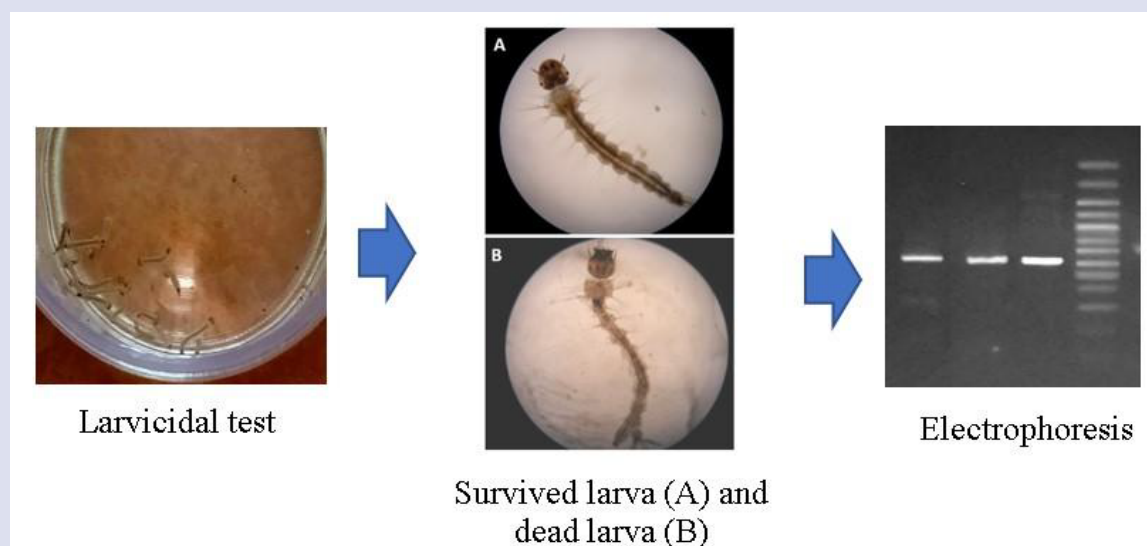 Larvicidal test
A
B
Survived larva (A) and
dead larva (B)
Electrophoresis